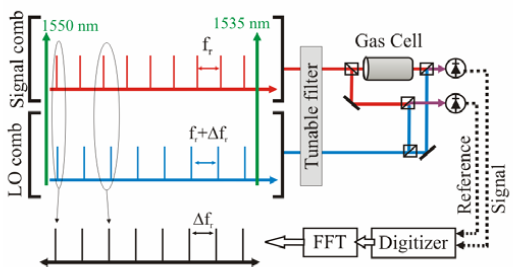 1550 nm
1535 nm
Signal comb
fr
LO comb
fr+Δfr
Tunable filter
Gas Cell
Reference
Signal
Δfr
FFT
Digitizer